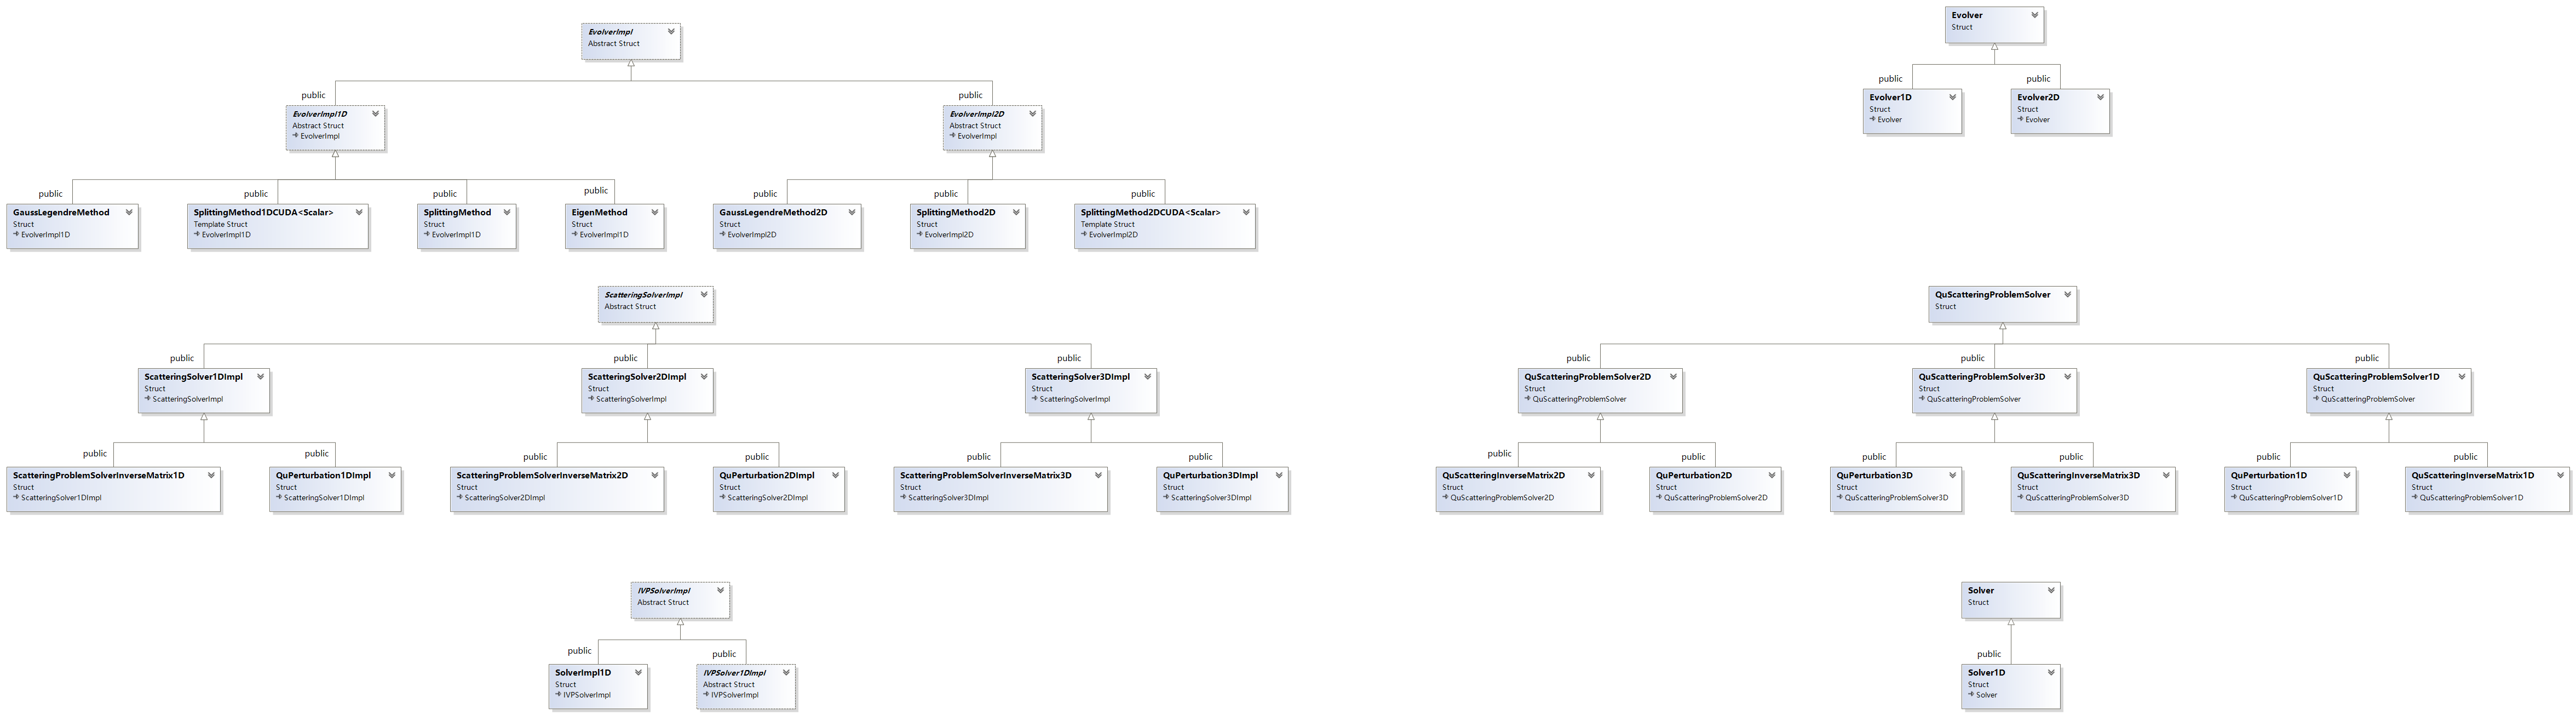 EvolverImpl
Abstract Struct
public
public
EvolverImpl1D
Abstract Struct
EvolverImpl
EvolverImpl2D
Abstract Struct
EvolverImpl
public
public
public
public
public
public
public
GaussLegendreMethod
Struct
EvolverImpl1D
SplittingMethod1DCUDA<Scalar>
Template Struct
EvolverImpl1D
SplittingMethod
Struct
EvolverImpl1D
EigenMethod
Struct
EvolverImpl1D
GaussLegendreMethod2D
Struct
EvolverImpl2D
SplittingMethod2D
Struct
EvolverImpl2D
SplittingMethod2DCUDA<Scalar>
Template Struct
EvolverImpl2D
Evolver
Struct
public
public
Evolver1D
Struct
Evolver
Evolver2D
Struct
Evolver
ScatteringSolverImpl
Abstract Struct
public
public
public
ScatteringSolver1DImpl
Struct
ScatteringSolverImpl
ScatteringSolver2DImpl
Struct
ScatteringSolverImpl
ScatteringSolver3DImpl
Struct
ScatteringSolverImpl
public
public
public
public
public
public
ScatteringProblemSolverInverseMatrix1D
Struct
ScatteringSolver1DImpl
QuPerturbation1DImpl
Struct
ScatteringSolver1DImpl
ScatteringProblemSolverInverseMatrix2D
Struct
ScatteringSolver2DImpl
QuPerturbation2DImpl
Struct
ScatteringSolver2DImpl
ScatteringProblemSolverInverseMatrix3D
Struct
ScatteringSolver3DImpl
QuPerturbation3DImpl
Struct
ScatteringSolver3DImpl
QuScatteringProblemSolver
Struct
public
public
public
QuScatteringProblemSolver2D
Struct
QuScatteringProblemSolver
QuScatteringProblemSolver3D
Struct
QuScatteringProblemSolver
QuScatteringProblemSolver1D
Struct
QuScatteringProblemSolver
public
public
public
public
public
public
QuScatteringInverseMatrix2D
Struct
QuScatteringProblemSolver2D
QuPerturbation2D
Struct
QuScatteringProblemSolver2D
QuPerturbation3D
Struct
QuScatteringProblemSolver3D
QuScatteringInverseMatrix3D
Struct
QuScatteringProblemSolver3D
QuPerturbation1D
Struct
QuScatteringProblemSolver1D
QuScatteringInverseMatrix1D
Struct
QuScatteringProblemSolver1D
IVPSolverImpl
Abstract Struct
public
public
SolverImpl1D
Struct
IVPSolverImpl
IVPSolver1DImpl
Abstract Struct
IVPSolverImpl
Solver
Struct
public
Solver1D
Struct
Solver